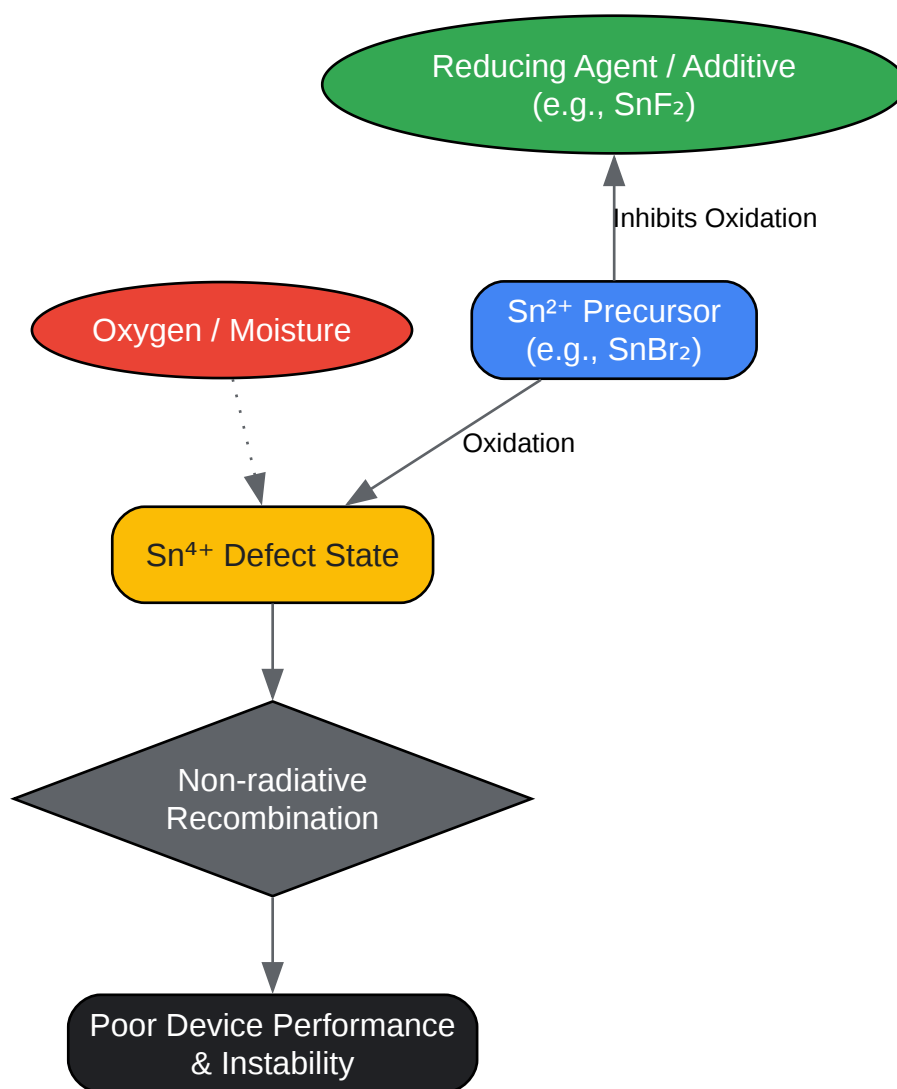 Reducing Agent / Additive
(e.g., SnF₂)
Inhibits Oxidation
Sn²⁺ Precursor
(e.g., SnBr₂)
Oxygen / Moisture
Oxidation
Sn⁴⁺ Defect State
Non-radiative
Recombination
Poor Device Performance
& Instability